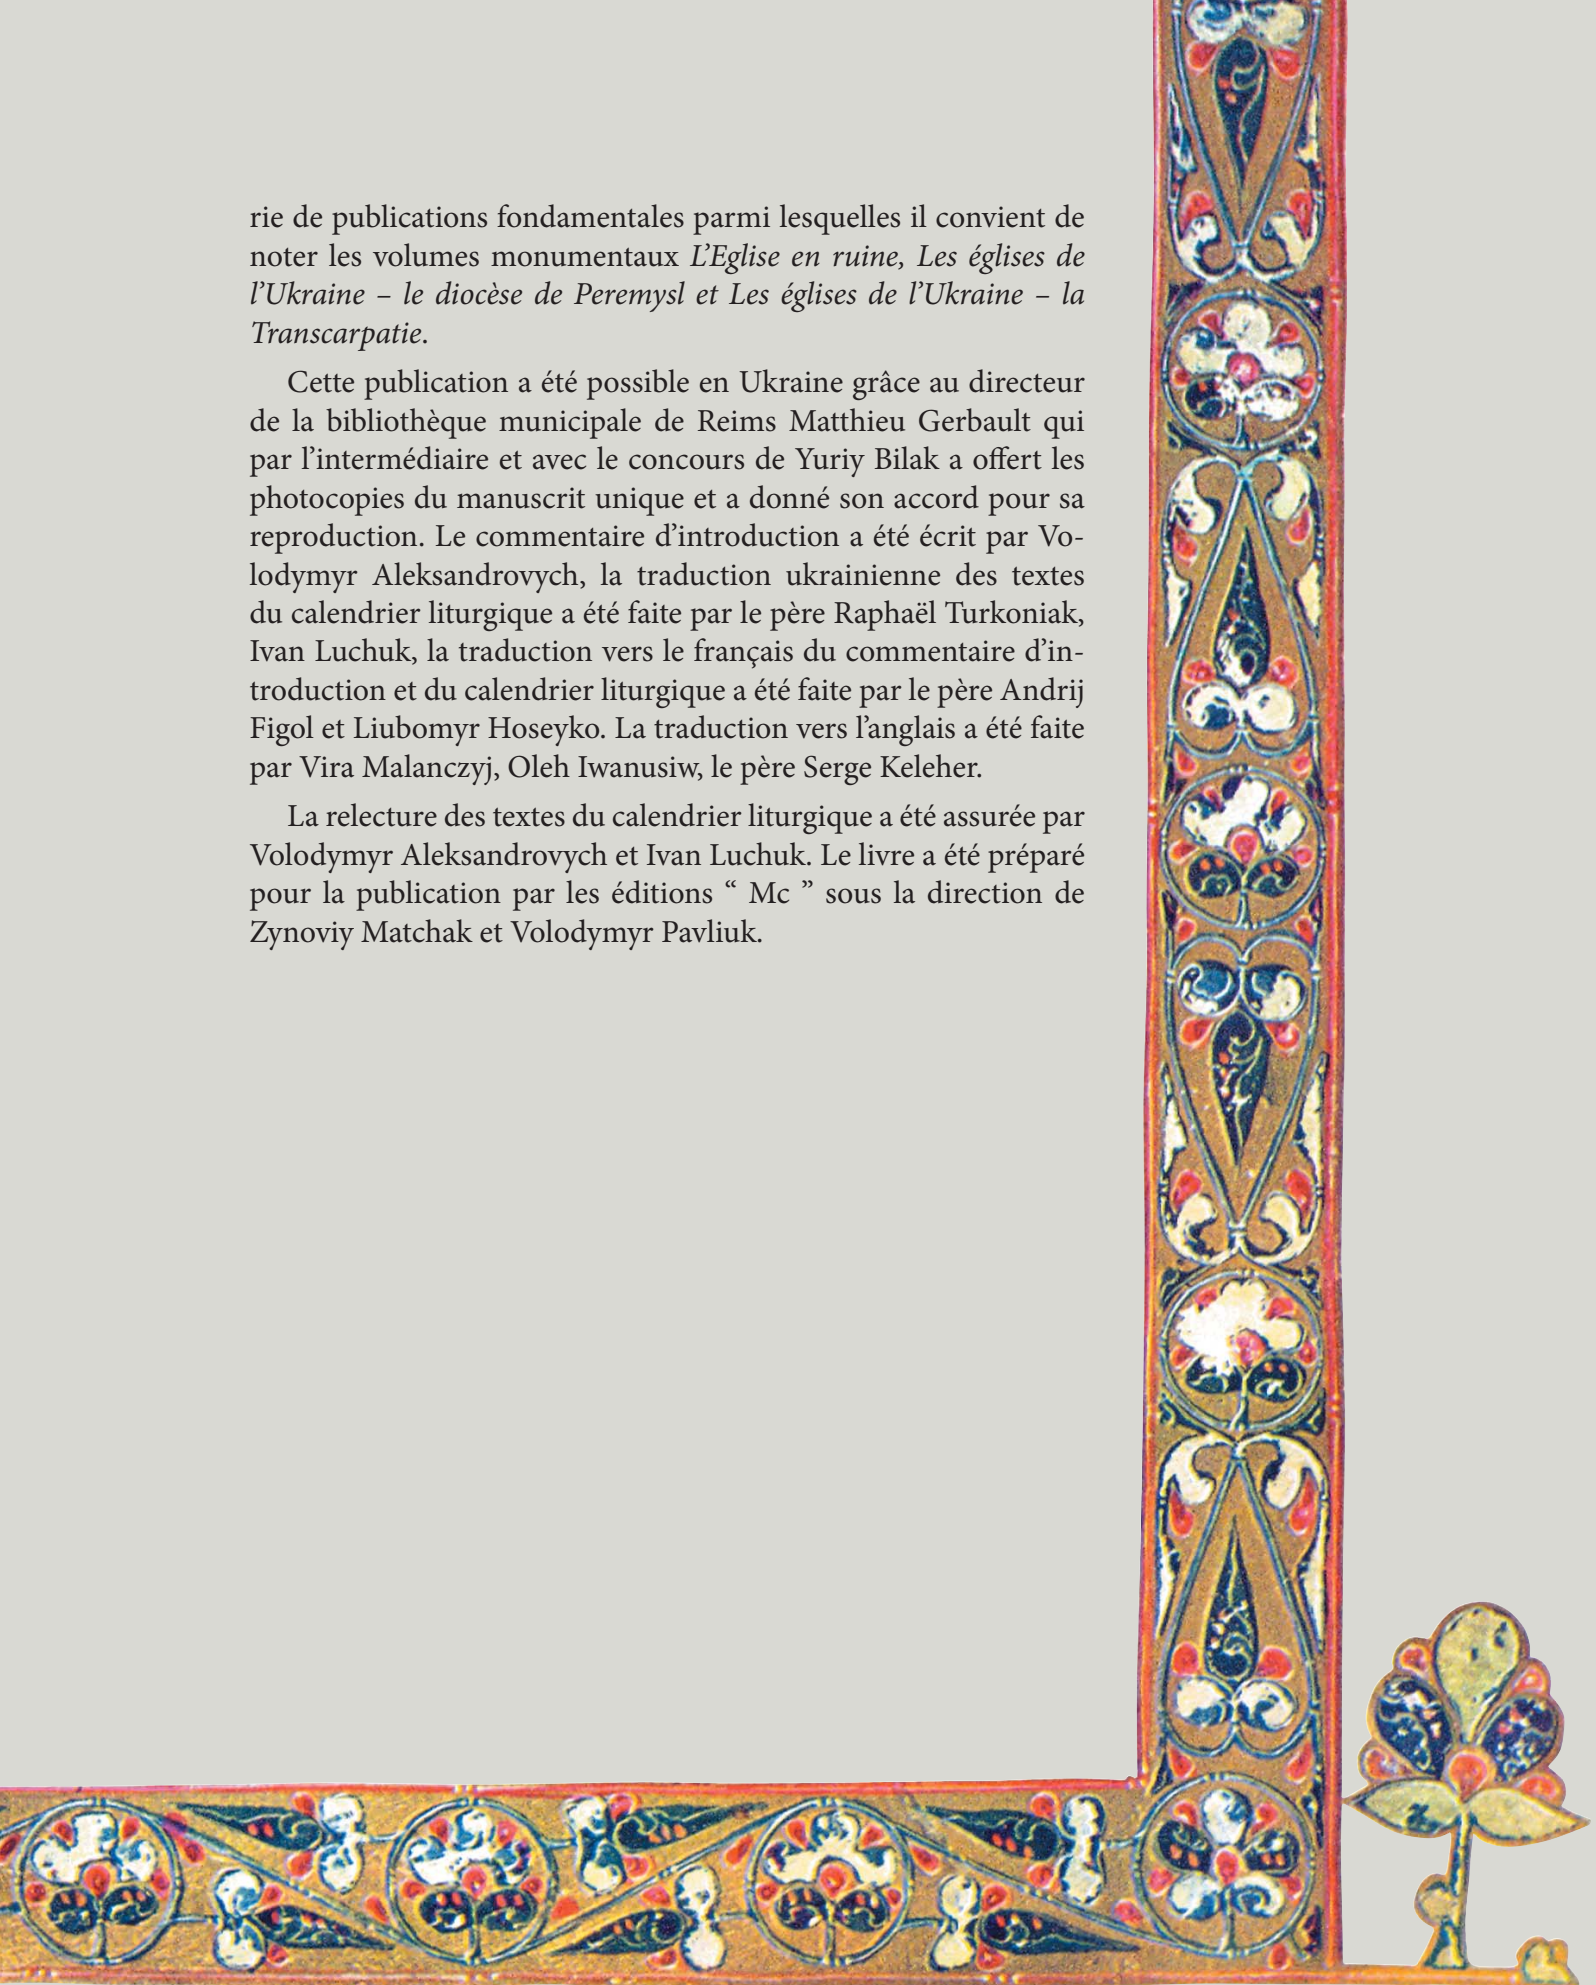 rie de publications fondamentales parmi lesquelles il convient de
noter les volumes monumentaux L’Eglise en ruine, Les églises de
l’Ukraine – le diocèse de Peremysl et Les églises de l’Ukraine – la
Transcarpatie.
Cette publication a été possible en Ukraine grâce au directeur
de la bibliothèque municipale de Reims Matthieu Gerbault qui
par l’intermédiaire et avec le concours de Yuriy Bilak a offert les
photocopies du manuscrit unique et a donné son accord pour sa
reproduction. Le commentaire d’introduction a été écrit par Vo-
lodymyr Aleksandrovych, la traduction ukrainienne des textes
du calendrier liturgique a été faite par le père Raphaël Turkoniak,
Ivan Luchuk, la traduction vers le français du commentaire d’in-
troduction et du calendrier liturgique a été faite par le père Andrij
Figol et Liubomyr Hoseyko. La traduction vers l’anglais a été faite
par Vira Malanczyj, Oleh Iwanusiw, le père Serge Keleher.
La relecture des textes du calendrier liturgique a été assurée par
Volodymyr Aleksandrovych et Ivan Luchuk. Le livre a été préparé
pour la publication par les éditions “ Mc ” sous la direction de
Zynoviy Matchak et Volodymyr Pavliuk.